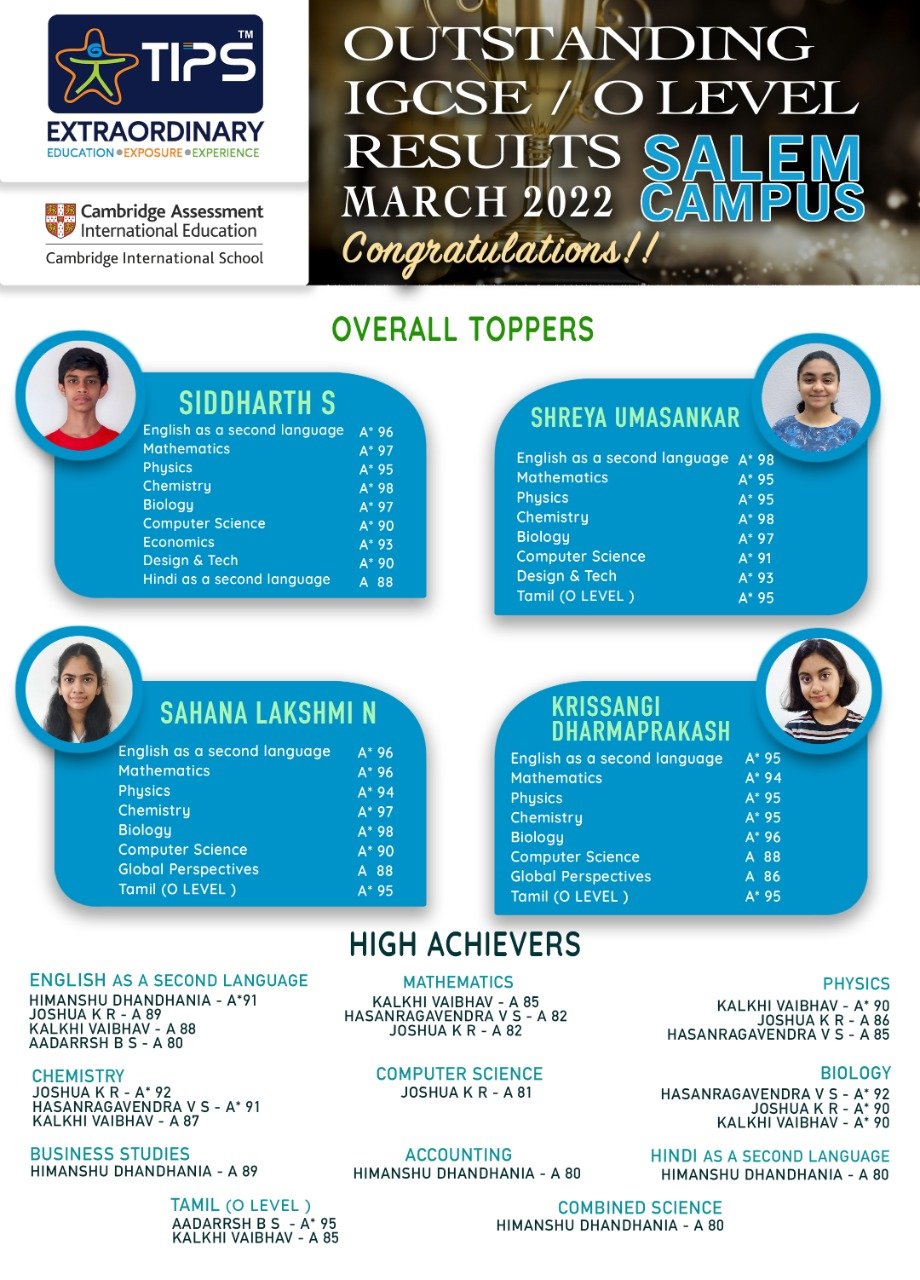 TIPS TM
EXTRAORDINARY
EDUCATION•EXPOSURE•EXPERIENCE
Cambridge Assessment
International Education
Cambridge International School
OUTSTANDING
IGCSE / O LEVEL
RESULTS
MARCH 2022
SALEM
CAMPUS
Congratulations!!
OVERALL TOPPERS
SIDDHARTH S
English as a second language A* 96
Mathematics A* 97
Physics A* 95
Chemistry A* 98
Biology A* 97
Computer Science A* 90
Economics A* 93
Design & Tech A* 90
Hindi as a second language A 88
SHREYA UMASANKAR
English as a second language A* 98
Mathematics A* 95
Physics A* 95
Chemistry A* 98
Biology A* 97
Computer Science A* 91
Design & Tech A* 93
Tamil (O LEVEL ) A* 95
SAHANA LAKSHMI N
English as a second language A* 96
Mathematics A* 96
Physics A* 94
Chemistry A* 97
Biology A* 98
Computer Science A* 90
Global Perspectives A 88
Tamil (O LEVEL ) A* 95
KRISSANGI
DHARMAPRAKASH
English as a second language A* 95
Mathematics A* 94
Physics A* 95
Chemistry A* 95
Biology A* 96
Computer Science A 88
Global Perspectives A 86
Tamil (O LEVEL ) A* 95
HIGH ACHIEVERS
ENGLISH AS A SECOND LANGUAGE
HIMANSHU DHANDHANIA - A*91
JOSHUA K R - A 89
KALKHI VAIBHAV - A 88
AADARRSH B S - A 80
MATHEMATICS
KALKHI VAIBHAV - A 85
HASANRAGAVENDRA V S - A 82
JOSHUA K R - A 82
PHYSICS
KALKHI VAIBHAV - A* 90
JOSHUA K R - A 86
HASANRAGAVENDRA V S - A 85
CHEMISTRY
JOSHUA K R - A* 92
HASANRAGAVENDRA V S - A* 91
KALKHI VAIBHAV - A 87
COMPUTER SCIENCE
JOSHUA K R - A 81
BIOLOGY
HASANRAGAVENDRA V S - A* 92
JOSHUA K R - A* 90
KALKHI VAIBHAV - A* 90
BUSINESS STUDIES
HIMANSHU DHANDHANIA - A 89
ACCOUNTING
HIMANSHU DHANDHANIA - A 80
HINDI AS A SECOND LANGUAGE
HIMANSHU DHANDHANIA - A 80
TAMIL (O LEVEL )
AADARRSH B S - A* 95
KALKHI VAIBHAV - A 85
COMBINED SCIENCE
HIMANSHU DHANDHANIA - A 80